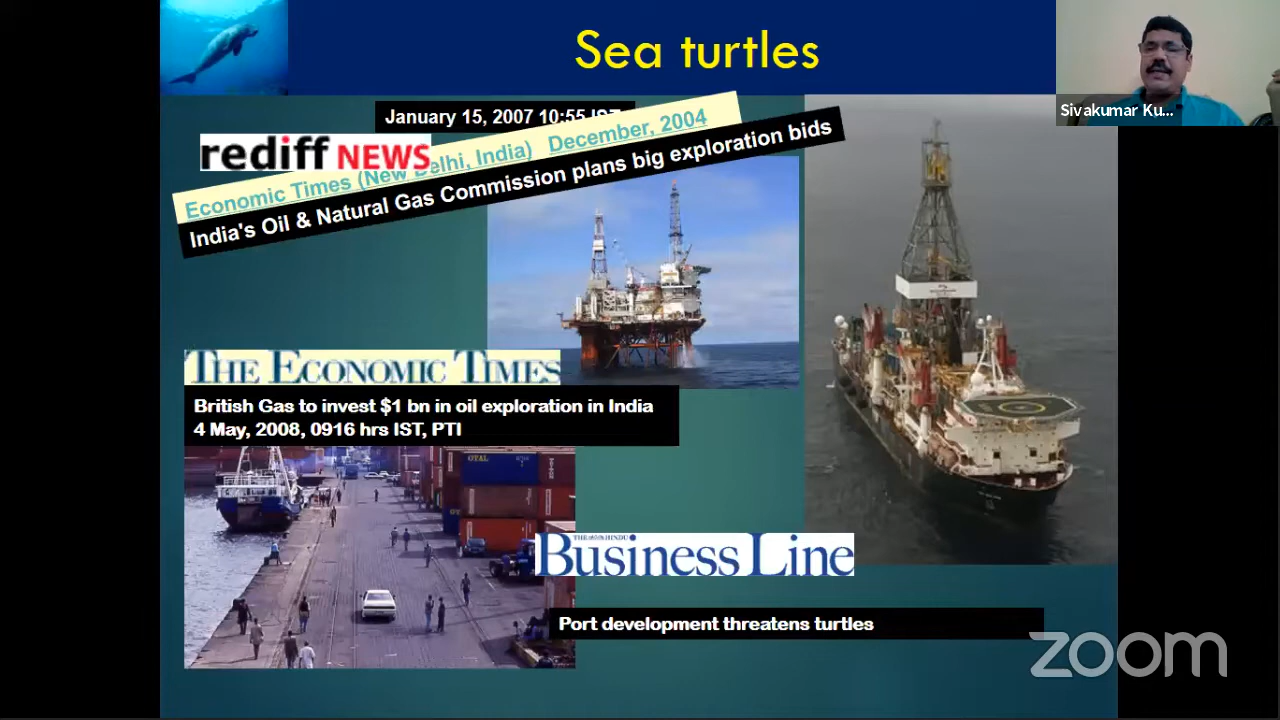 Sea turtles
Sivakumar Ku...
January 15, 2007 10:55 IST
rediff NEWS
Economic Times (New Delhi, India) December, 2004
India's Oil & Natural Gas Commission plans big exploration bids
THE ECONOMIC TIMES
British Gas to invest $1 bn in oil exploration in India
4 May, 2008, 0916 hrs IST, PTI
THE HINDU
Business Line
Port development threatens turtles
zoom